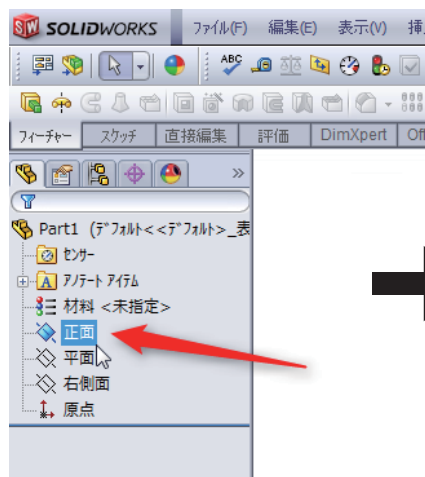 SW SOLIDWORKS ファイル(F) 編集(E) 表示(V) 挿
ABC
フィーチャー スケッチ 直接編集 評価 DimXpert Off
»
Part1 (デフォルト<<デフォルト>_表
センサー
A アノテート アイテム
材料 <未指定>
正面
平面
右側面
原点